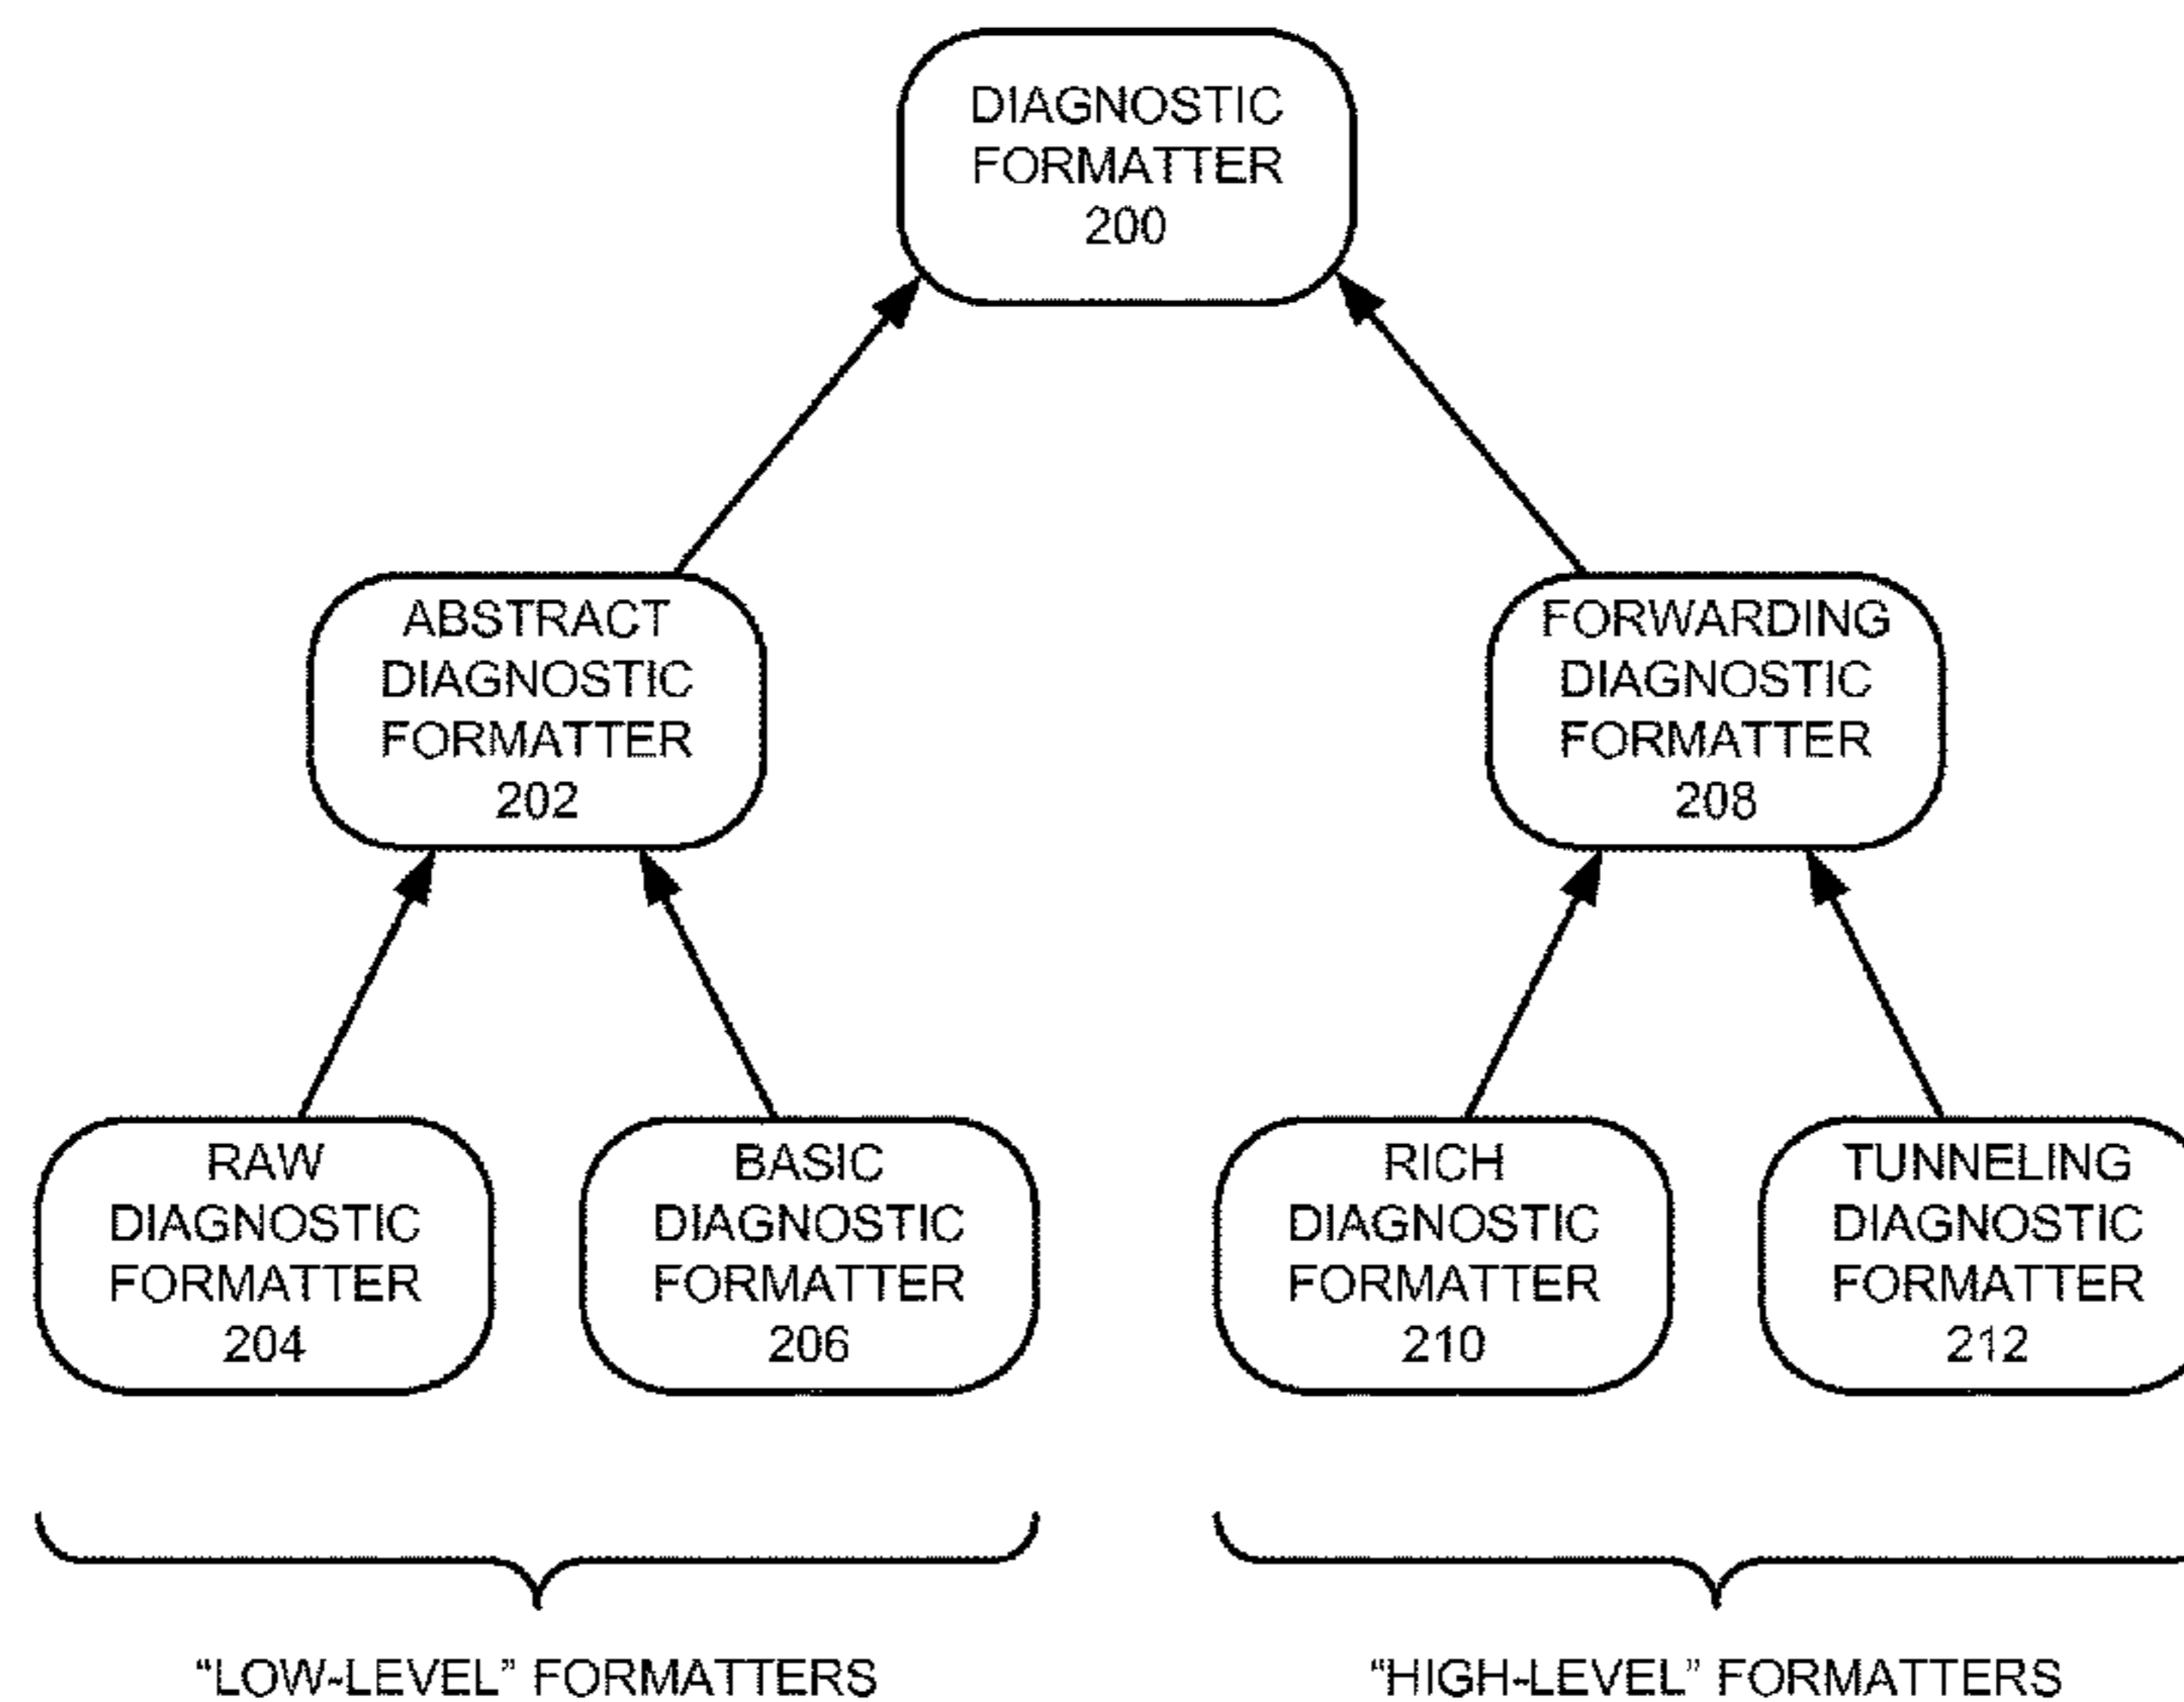 DIAGNOSTIC
FORMATTER
200
ABSTRACT
DIAGNOSTIC
FORMATTER
202
FORWARDING
DIAGNOSTIC
FORMATTER
208
RAW
DIAGNOSTIC
FORMATTER
204
BASIC
DIAGNOSTIC
FORMATTER
206
RICH
DIAGNOSTIC
FORMATTER
210
TUNNELING
DIAGNOSTIC
FORMATTER
212
“LOW-LEVEL” FORMATTERS
“HIGH-LEVEL” FORMATTERS